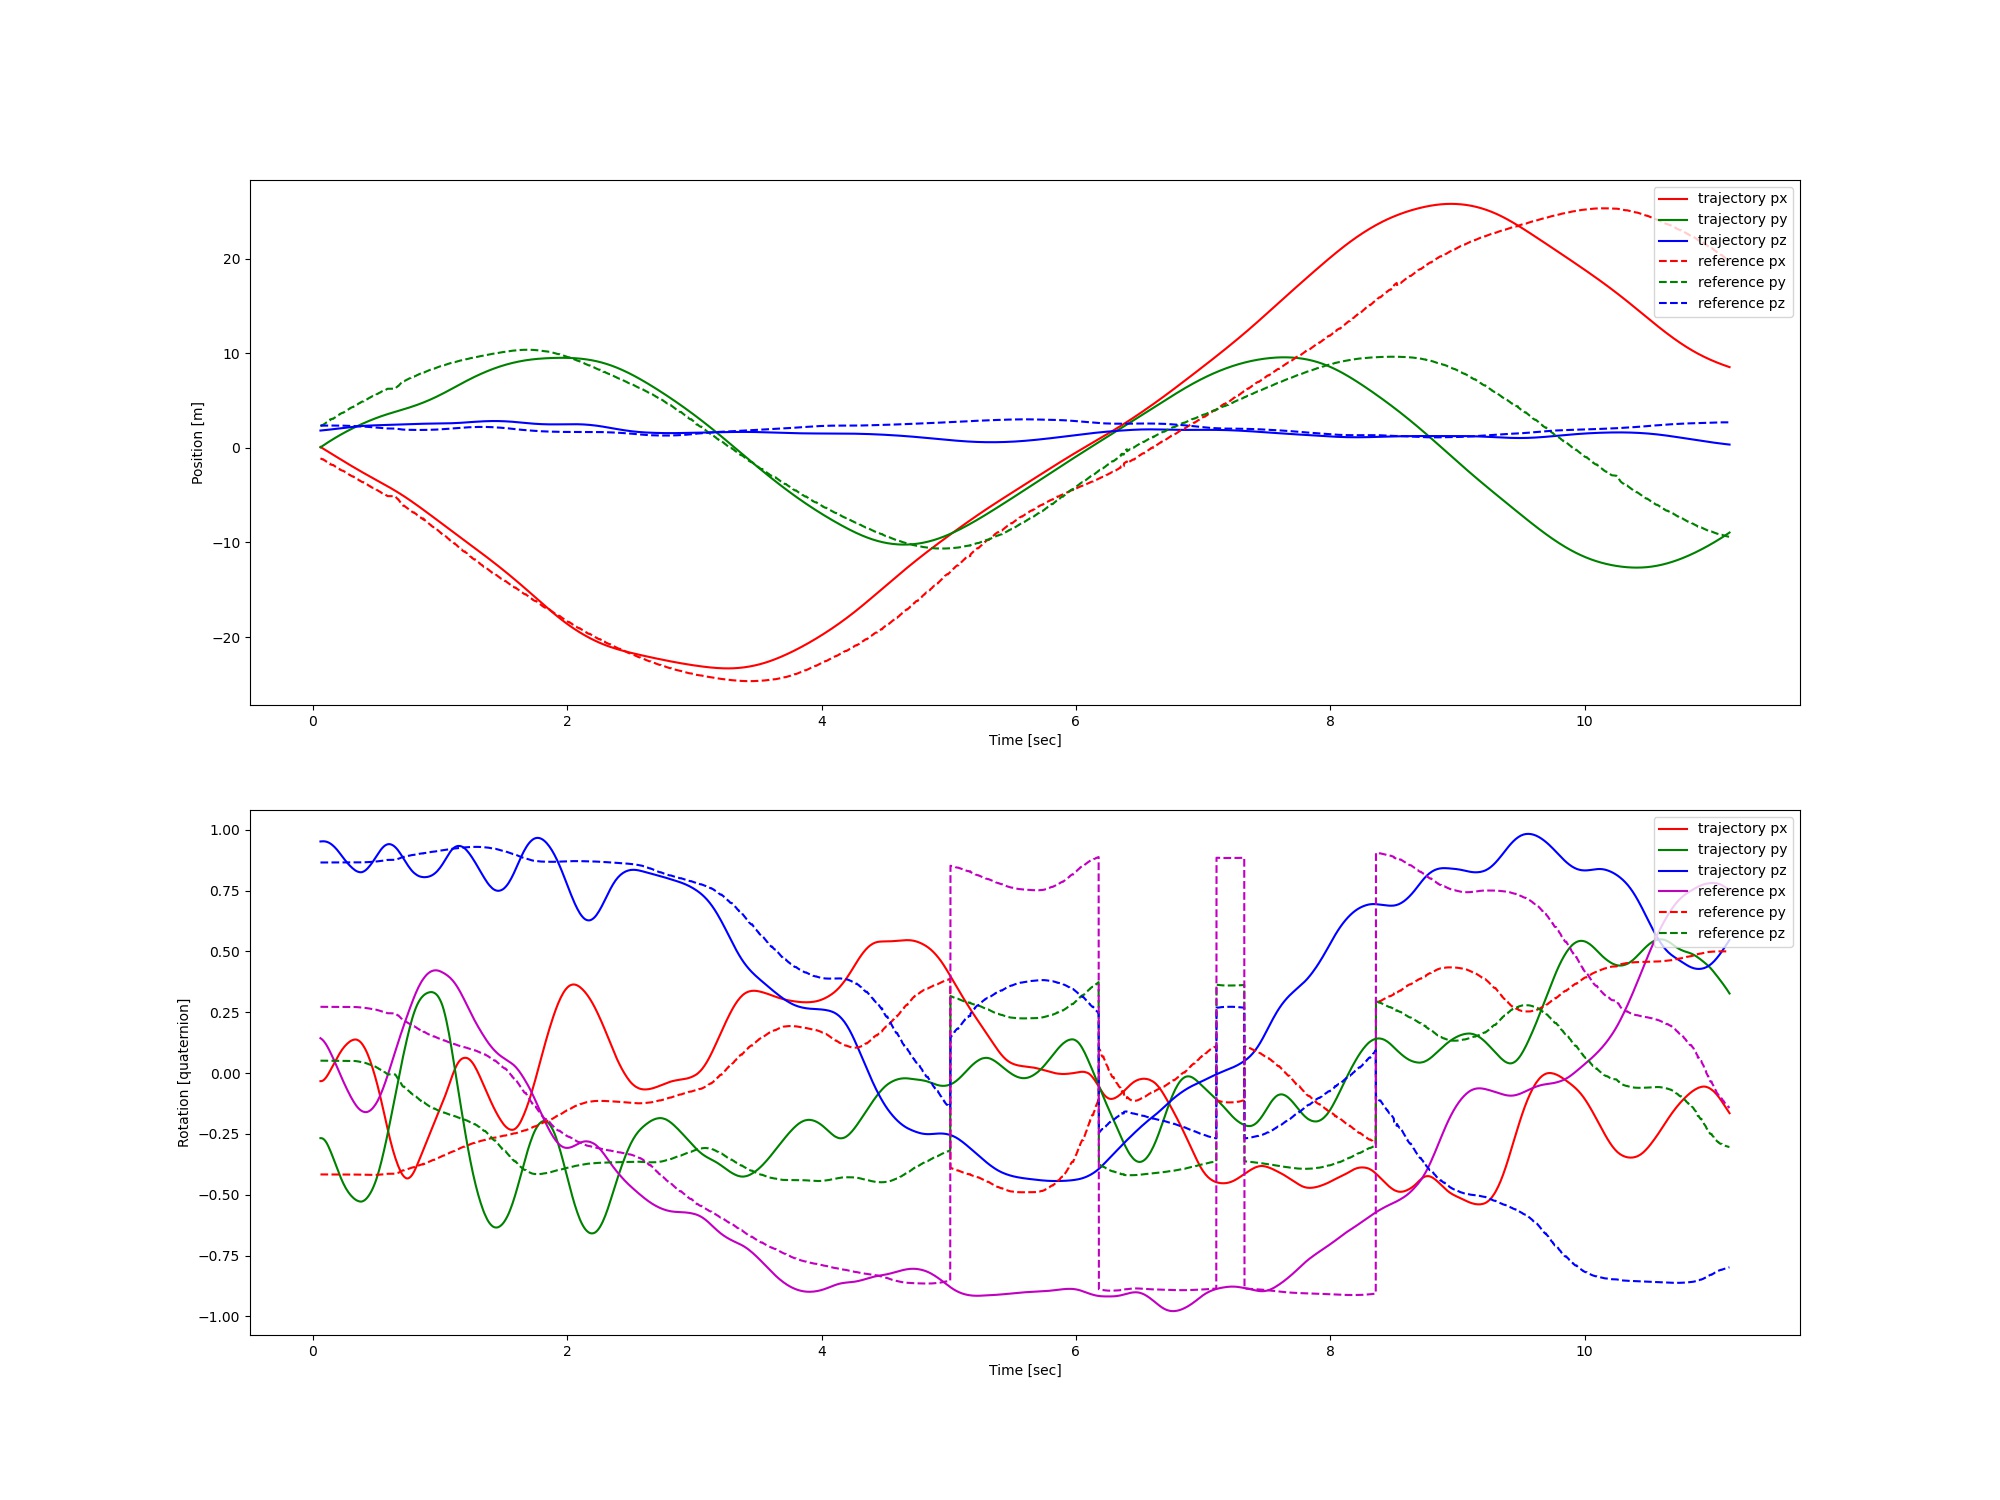 trajectory px
trajectory py
trajectory pz
reference px
reference py
reference pz
20
10
0
−10
−20
Position [m]
0 2 4 6 8 10
Time [sec]
trajectory px
trajectory py
trajectory pz
reference px
reference py
reference pz
1.00
0.75
0.50
0.25
0.00
−0.25
−0.50
−0.75
−1.00
Rotation [quaternion]
0 2 4 6 8 10
Time [sec]